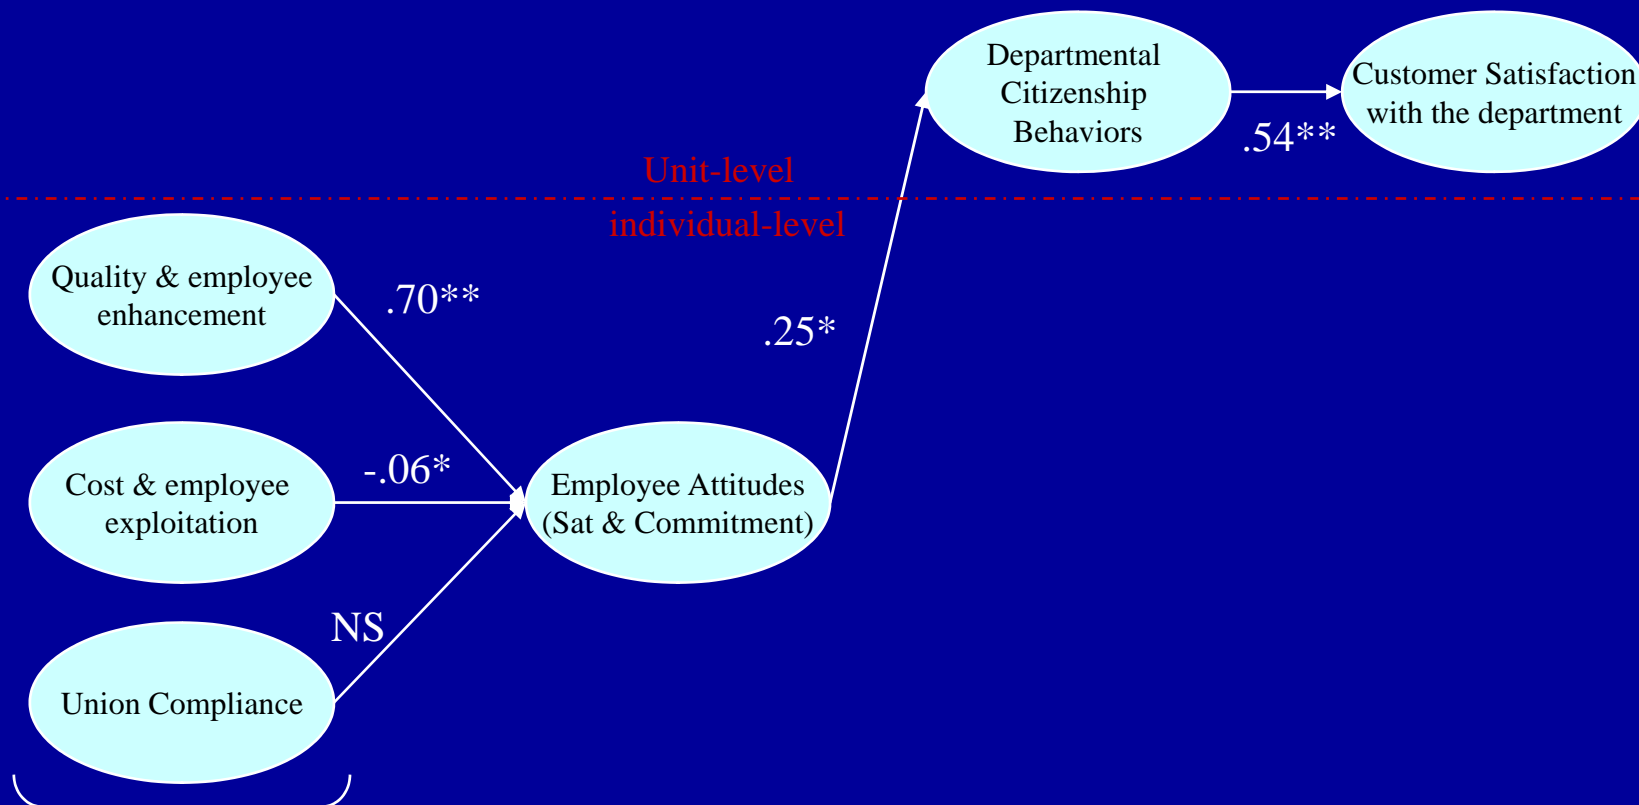 Departmental
Citizenship
Behaviors
Customer Satisfaction
with the department
.54**
Unit-level
individual-level
Quality & employee
enhancement
.70**
.25*
Cost & employee
exploitation
-.06*
Employee Attitudes
(Sat & Commitment)
NS
Union Compliance